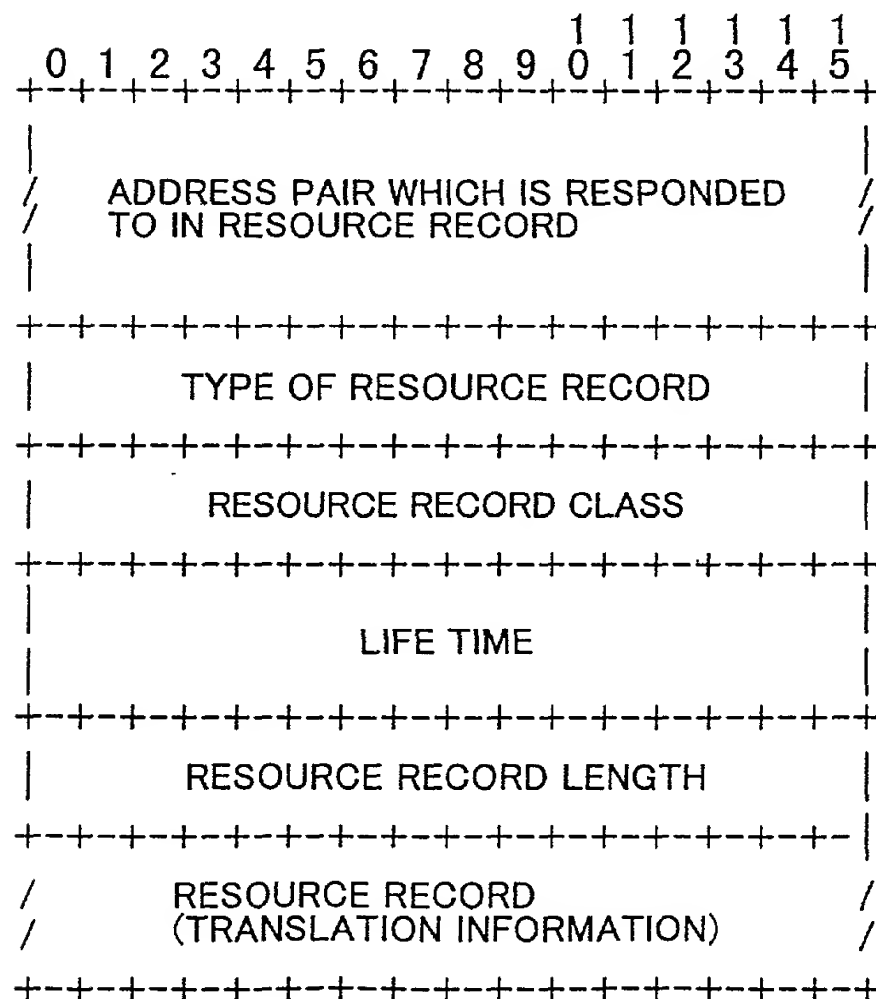 1 1 1 1 1 1
0 1 2 3 4 5 6 7 8 9 0 1 2 3 4 5
ADDRESS PAIR WHICH IS RESPONDED
TO IN RESOURCE RECORD
TYPE OF RESOURCE RECORD
RESOURCE RECORD CLASS
LIFE TIME
RESOURCE RECORD LENGTH
RESOURCE RECORD
(TRANSLATION INFORMATION)